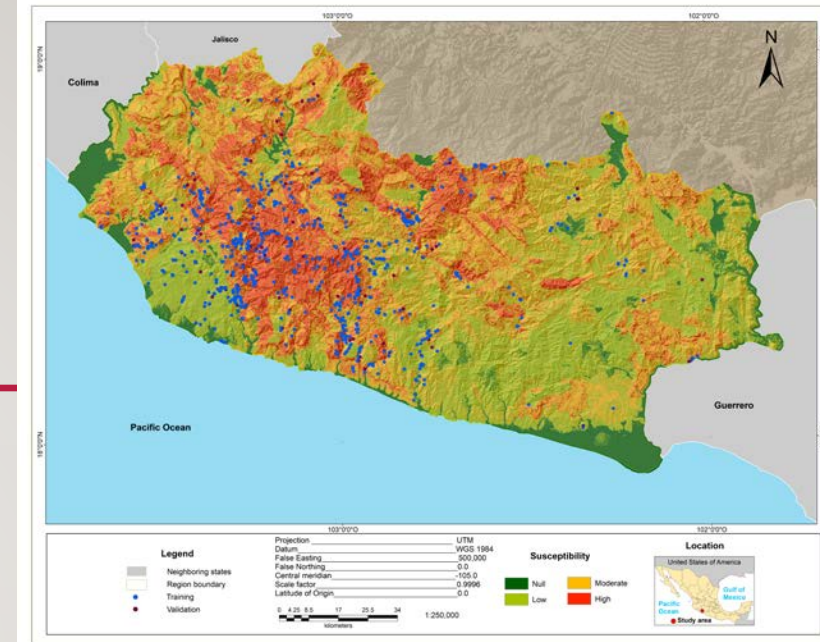 103°0'0"O
102°0'0"O
Jalisco
Colima
N
Guerrero
Pacific Ocean
103°0'0"O
102°0'0"O
Legend
Neighboring states
Region boundary
Training
Validation
Projection UTM
Datum WGS 1984
False Easting 500,000
False Northing 0.0
Central meridian -105.0
Scale factor 0.9996
Latitude of Origin 0.0
0 4.25 8.5 17 25.5 34
kilometers
1:250,000
Susceptibility
Null
Low
Moderate
High
Location
United States of America
Gulf of
Mexico
Pacific
Ocean
Study area